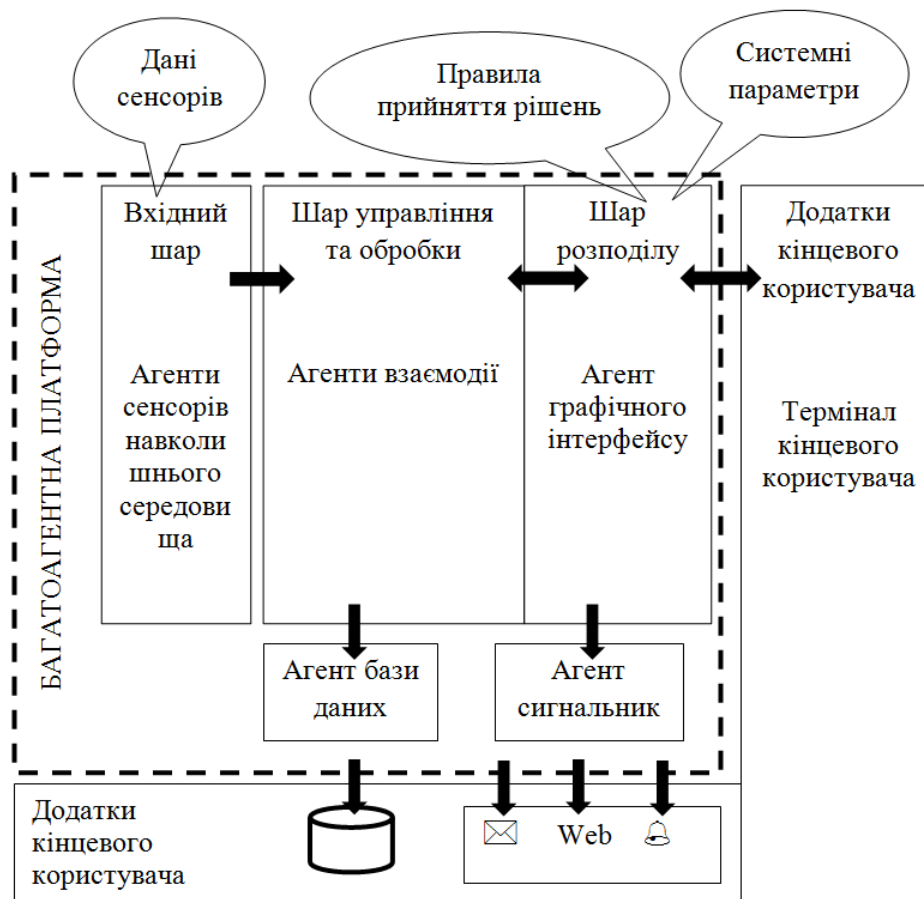 Дані
сенсорів
Правила
прийняття рішень
Системні
параметри
БАГАТОАГЕНТНА ПЛАТФОРМА
Вхідний
шар
Агенти
сенсорів
навколи
шнього
середови
ща
Шар управління
та обробки
Агенти взаємодії
Шар
розподілу
Агент
графічного
інтерфейсу
Додатки
кінцевого
користувача
Термінал
кінцевого
користувача
Агент бази
даних
Агент
сигнальник
Додатки
кінцевого
користувача
Web